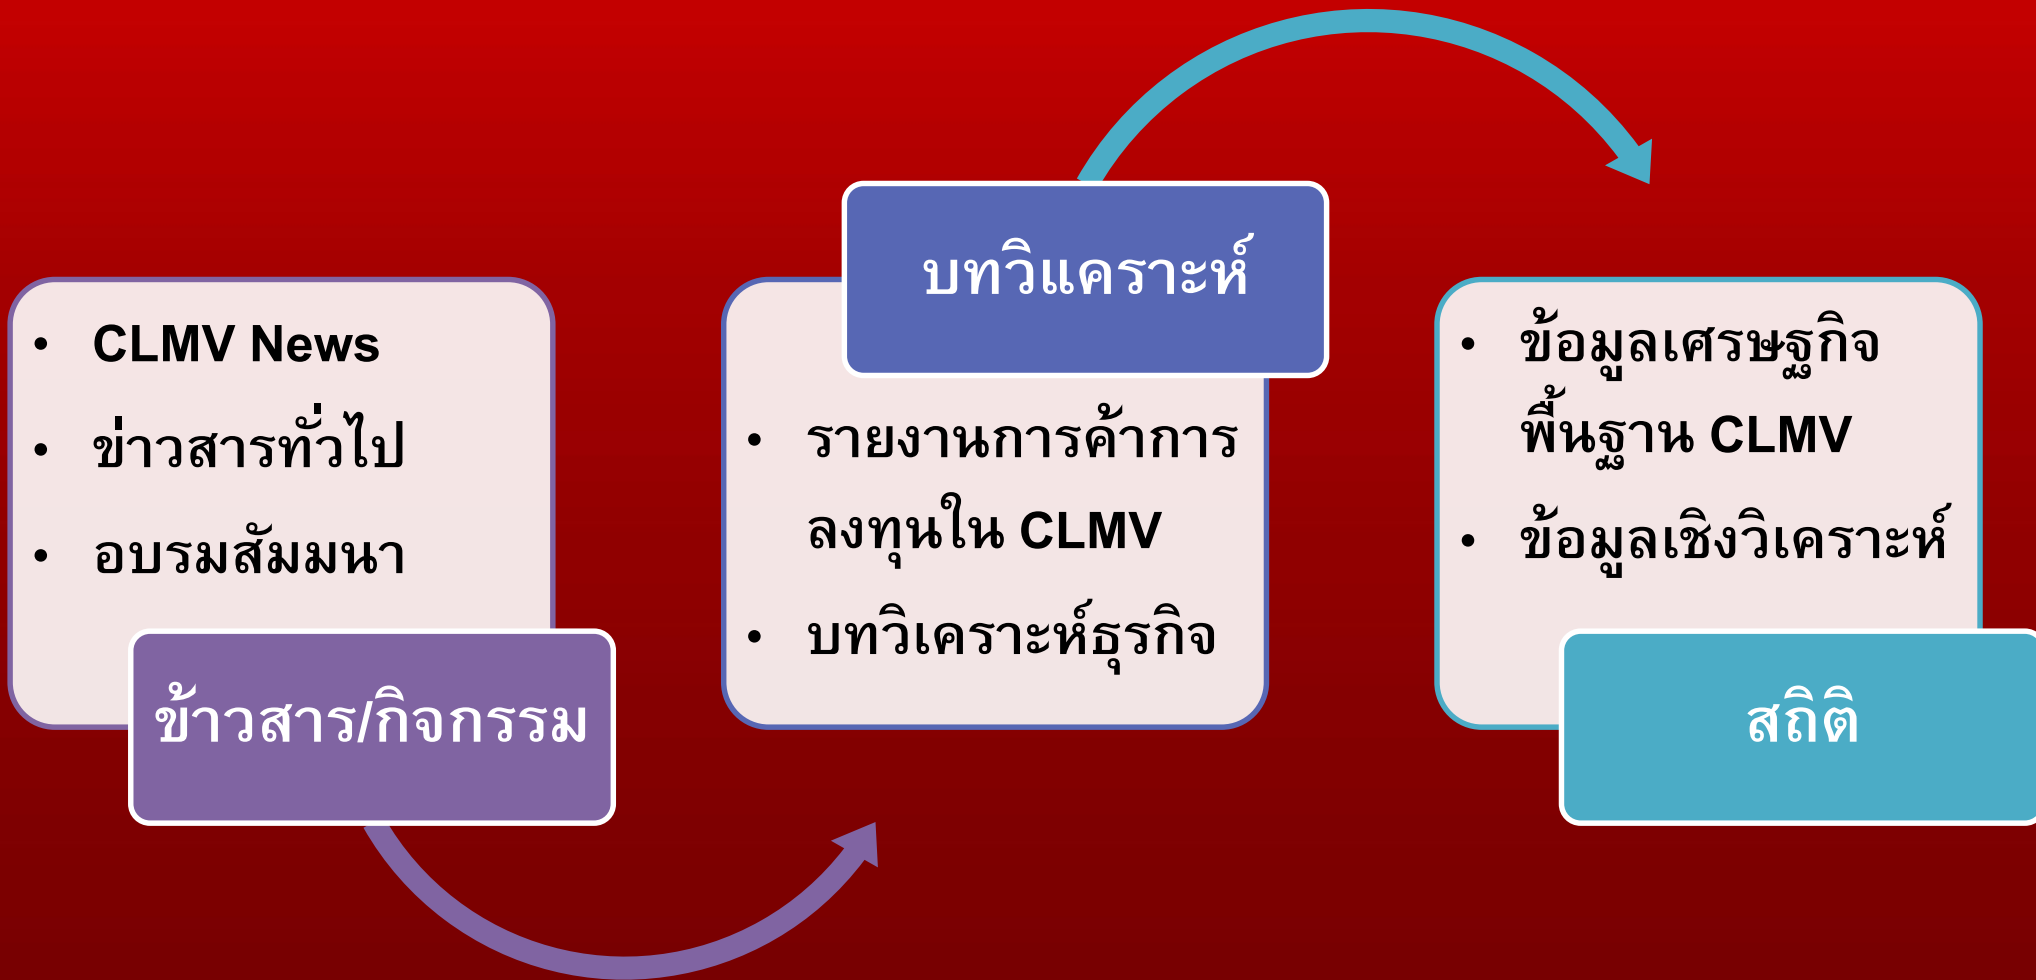 • CLMV News
• ข่าวสารทั่วไป
• อบรมสัมมนา
ข้าวสาร/กิจกรรม
บทวิแคราะห์
• รายงานการค้าการ
ลงทุนใน CLMV
• บทวิเคราะห์ธุรกิจ
• ข้อมูลเศรษฐกิจ
พื้นฐาน CLMV
• ข้อมูลเชิงวิเคราะห์
สถิติ